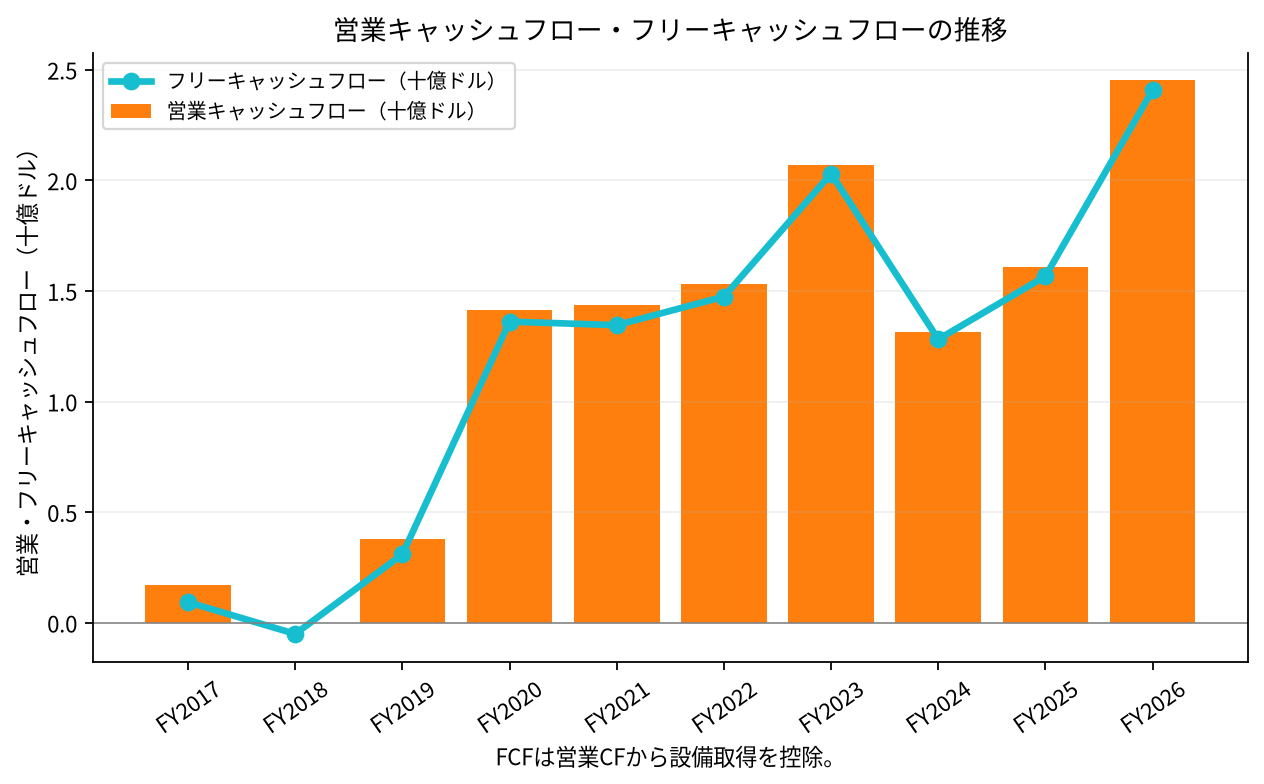 営業キャッシュフロー・フリーキャッシュフローの推移
フリーキャッシュフロー（十億ドル）
営業キャッシュフロー（十億ドル）
営業・フリーキャッシュフロー（十億ドル）
2.5
2.0
1.5
1.0
0.5
0.0
FY2017
FY2018
FY2019
FY2020
FY2021
FY2022
FY2023
FY2024
FY2025
FY2026
FCFは営業CFから設備取得を控除。